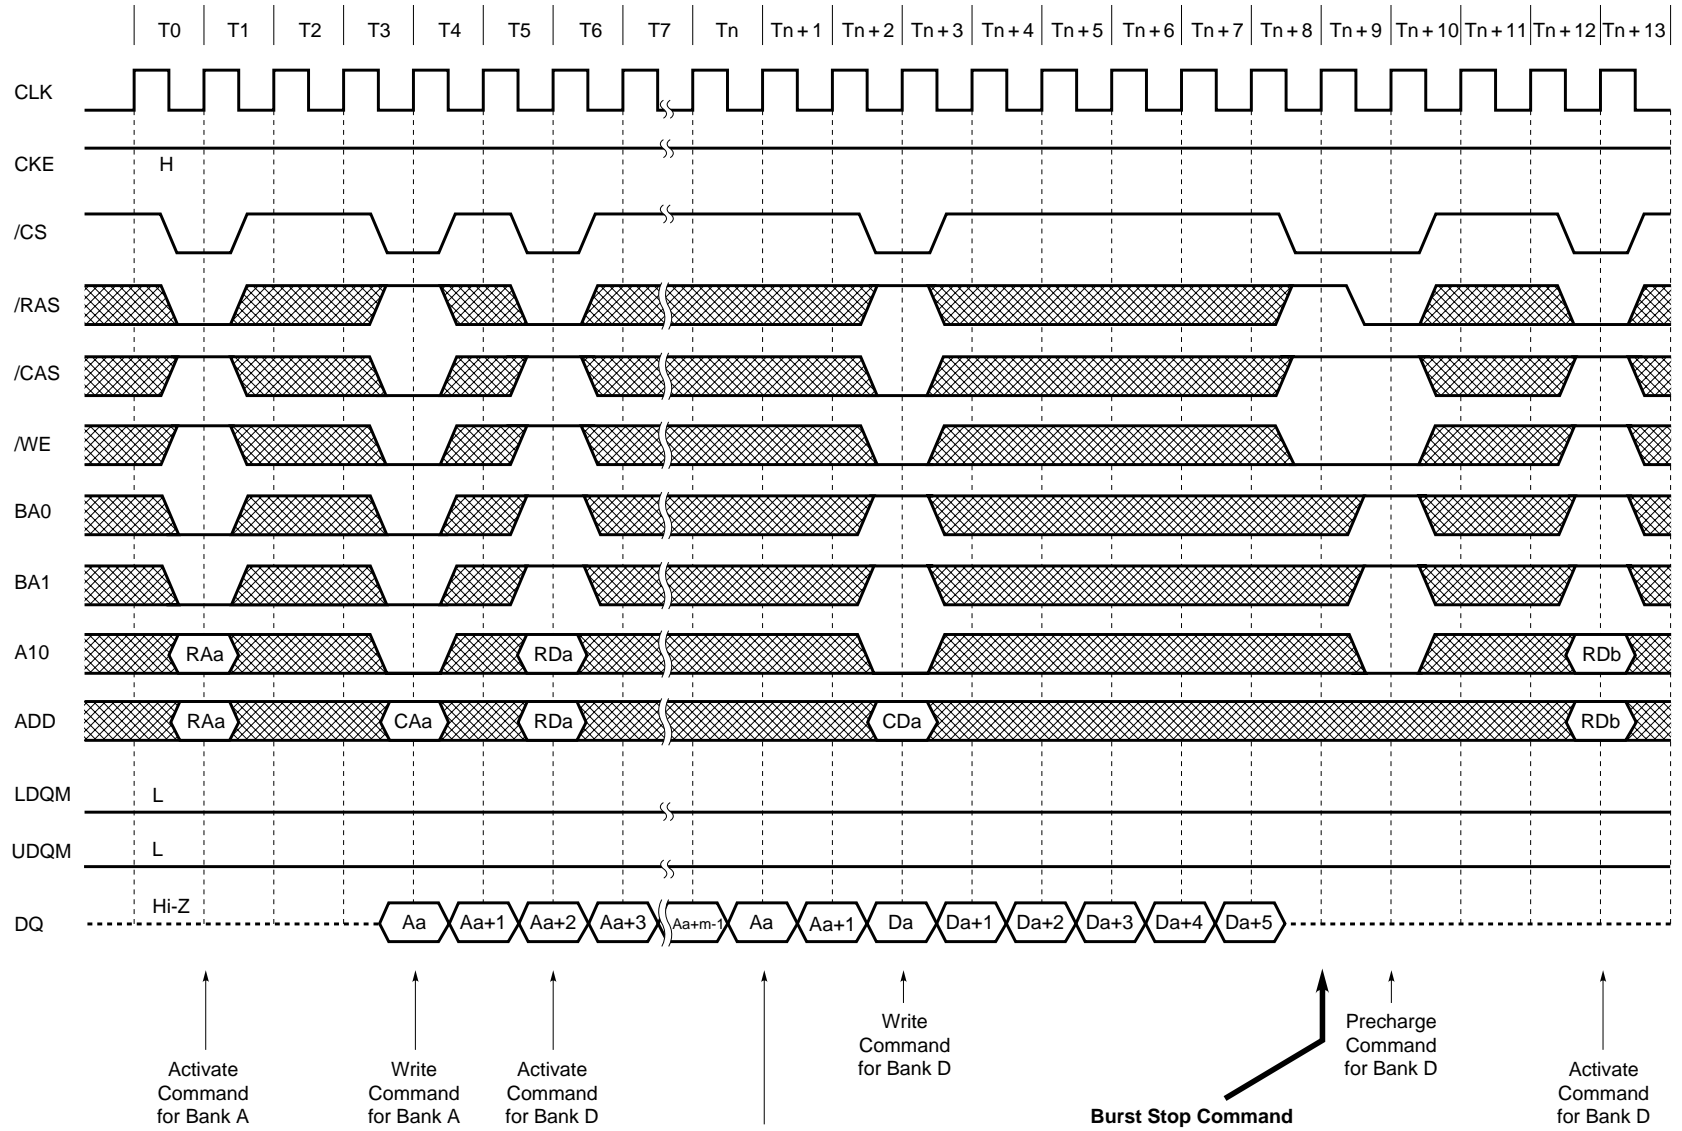 T0 T1 T2 T3 T4 T5 T6 T7 Tn Tn + 1 Tn + 2 Tn + 3 Tn + 4 Tn + 5 Tn + 6 Tn + 7 Tn + 8 Tn + 9 Tn + 10 Tn + 11 Tn + 12 Tn + 13
CLK
CKE H
/CS
/RAS
/CAS
/WE
BA0
BA1
A10 RAa RDa RDb
ADD RAa CAa RDa CDa RDb
LDQM L
UDQM L
DQ Hi-Z Aa Aa+1 Aa+2 Aa+3 Aa+m-1 Aa Aa+1 Da Da+1 Da+2 Da+3 Da+4 Da+5
Activate
Command
for Bank A
Write
Command
for Bank A
Activate
Command
for Bank D
Write
Command
for Bank D
Burst Stop Command
Precharge
Command
for Bank D
Activate
Command
for Bank D